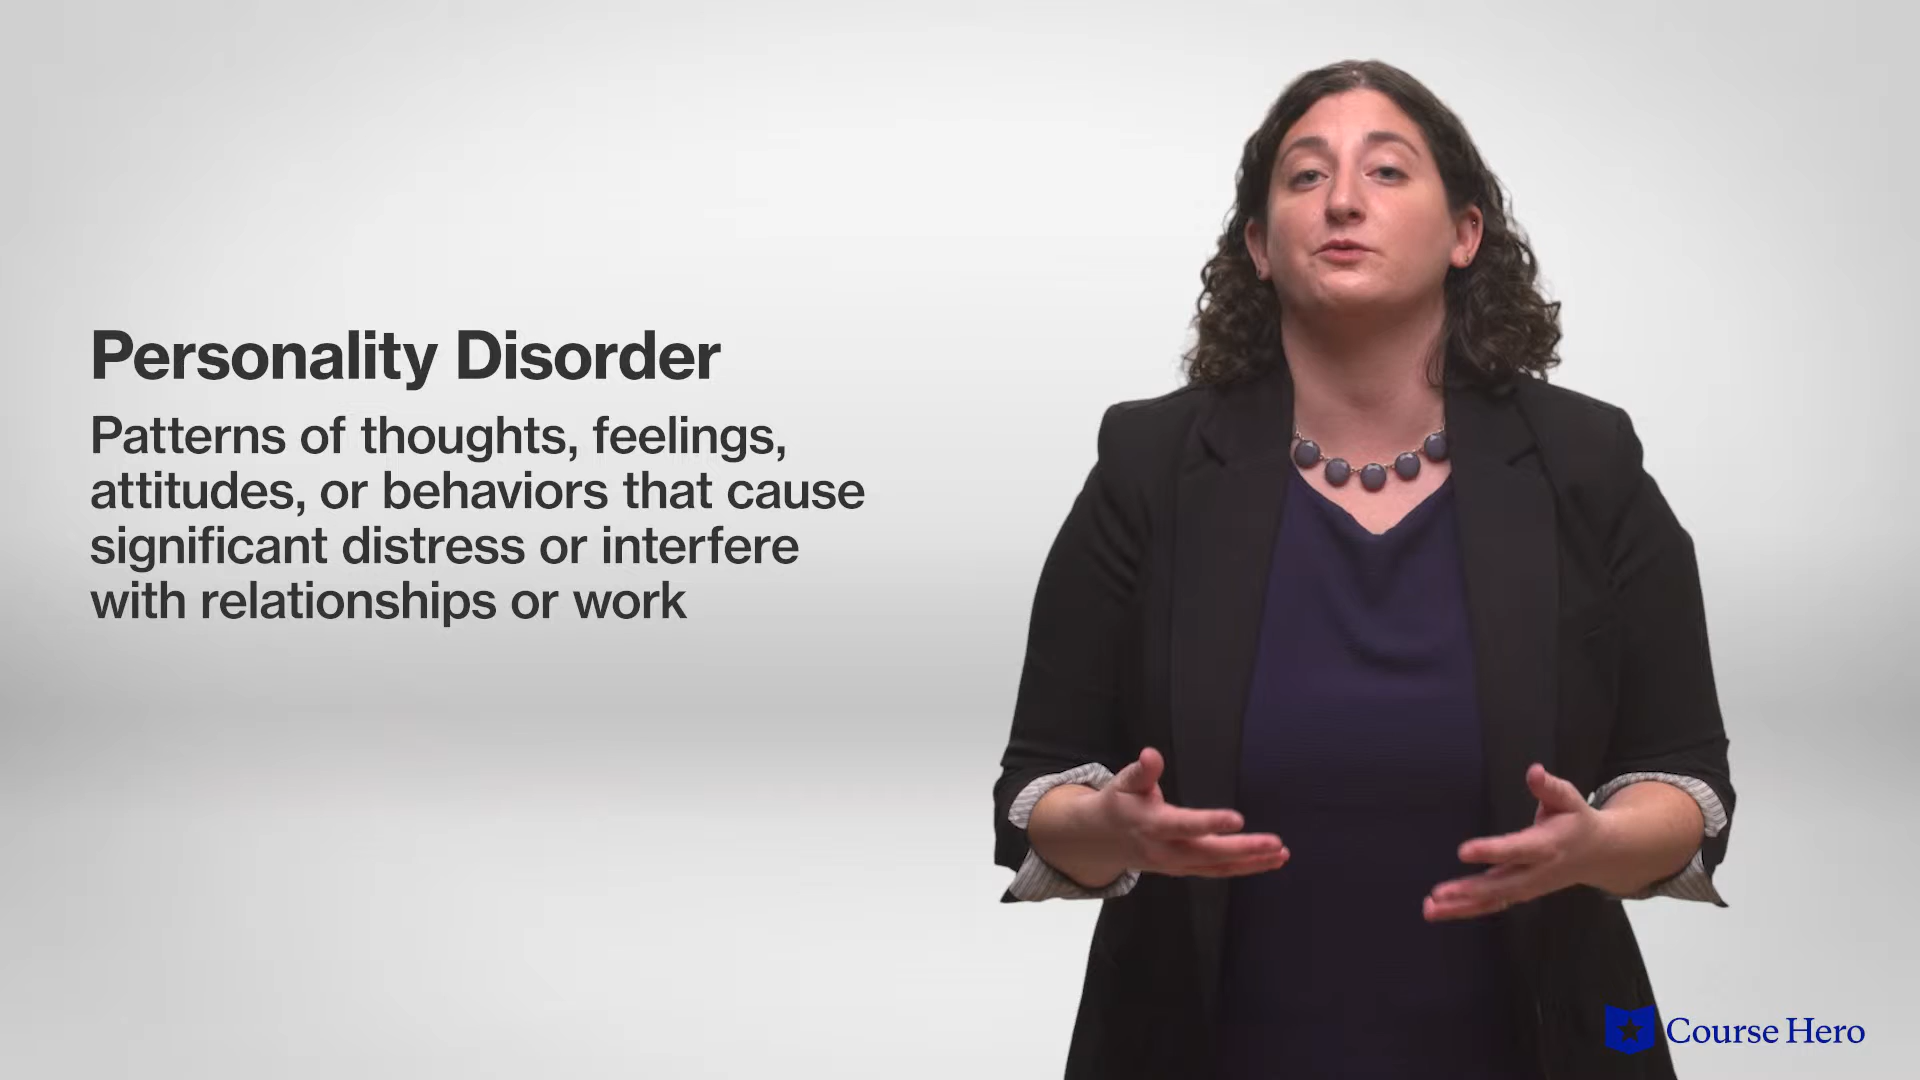 Personality Disorder
Patterns of thoughts, feelings,
attitudes, or behaviors that cause
significant distress or interfere
with relationships or work
Course Hero